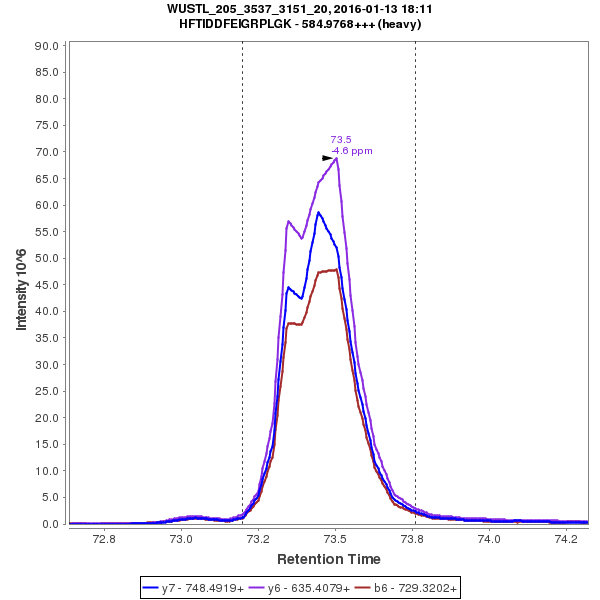 WUSTL_205_3537_3151_20, 2016-01-13 18:11
HFTIDDFEIGRPLGK - 584.9768+++ (heavy)
90.0
85.0
80.0
75.0
70.0
65.0
60.0
55.0
50.0
45.0
40.0
35.0
30.0
25.0
20.0
15.0
10.0
5.0
0.0
Intensity 10^6
73.5
-4.6 ppm
72.8 73.0 73.2 73.5 73.8 74.0 74.2
Retention Time
y7 - 748.4919+ y6 - 635.4079+ b6 - 729.3202+